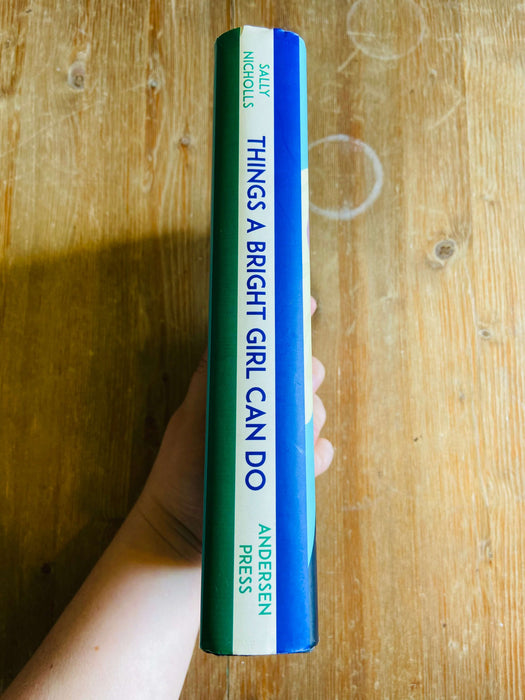 SALLY
NICHOLLS
THINGS A BRIGHT GIRL CAN DO
ANDERSEN
PRESS